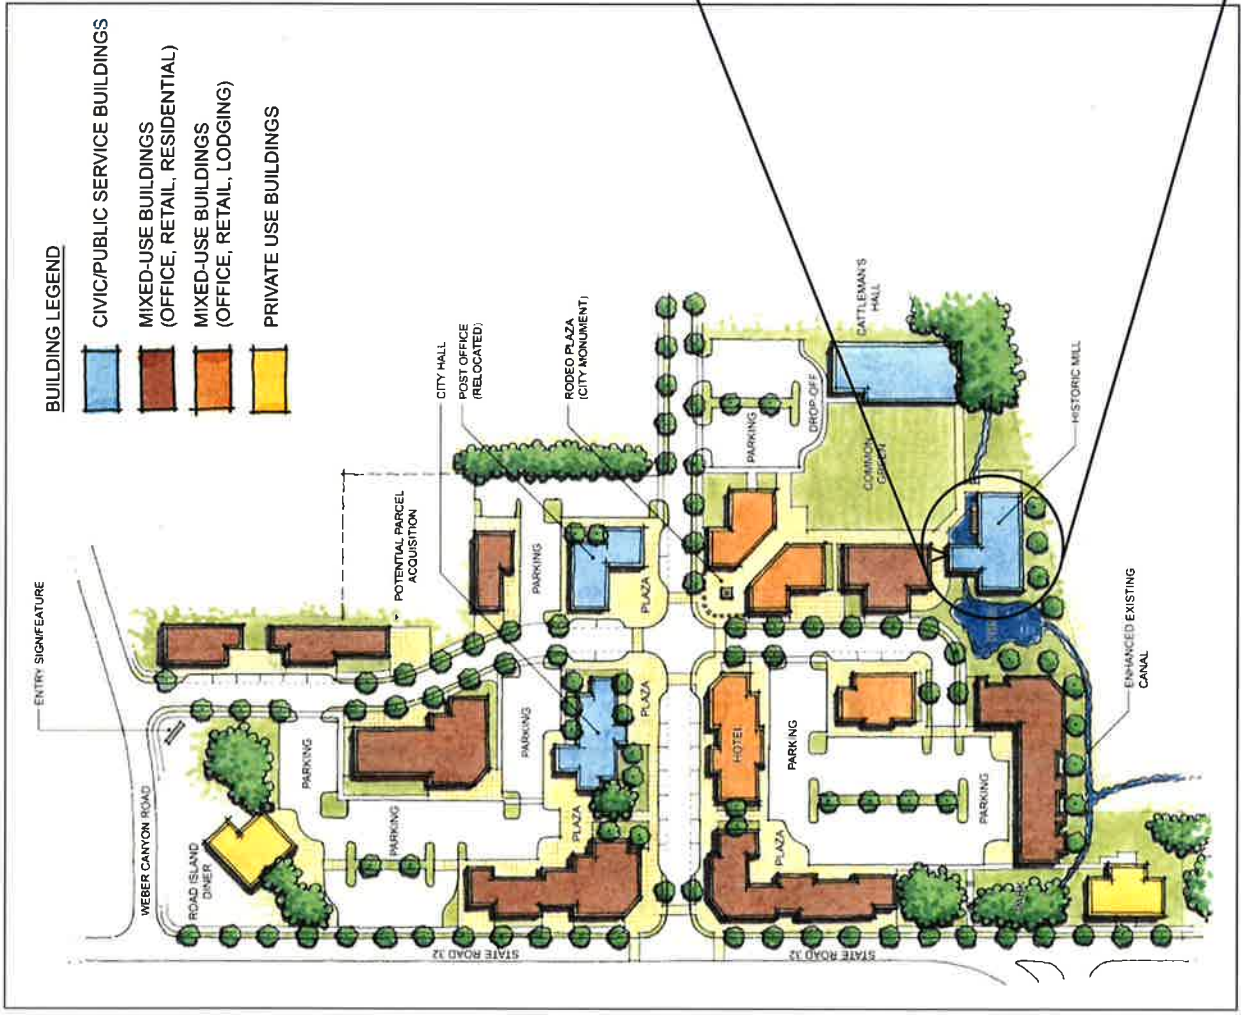 BUILDING LEGEND
CIVIC/PUBLIC SERVICE BUILDINGS
MIXED-USE BUILDINGS
(OFFICE, RETAIL, RESIDENTIAL)
MIXED-USE BUILDINGS
(OFFICE, RETAIL, LODGING)
PRIVATE USE BUILDINGS
ENTRY SIGN/FEATURE
POTENTIAL PARCEL
ACQUISITION
CITY HALL
POST OFFICE
(RELOCATED)
RODEO PLAZA
(CITY MONUMENT)
CATTLEMAN'S
HALL
HISTORIC MILL
ENHANCED EXISTING
CANAL
WEBER CANYON ROAD
ROAD ISLAND
DINER
PARKING
PARKING
PARKING
PARKING
PLAZA
PLAZA
PLAZA
PARKING
DROP-OFF
COMMON
GREEN
HOTEL
PARKING
PARKING
PLAZA
STATE ROAD 32
STATE ROAD 32